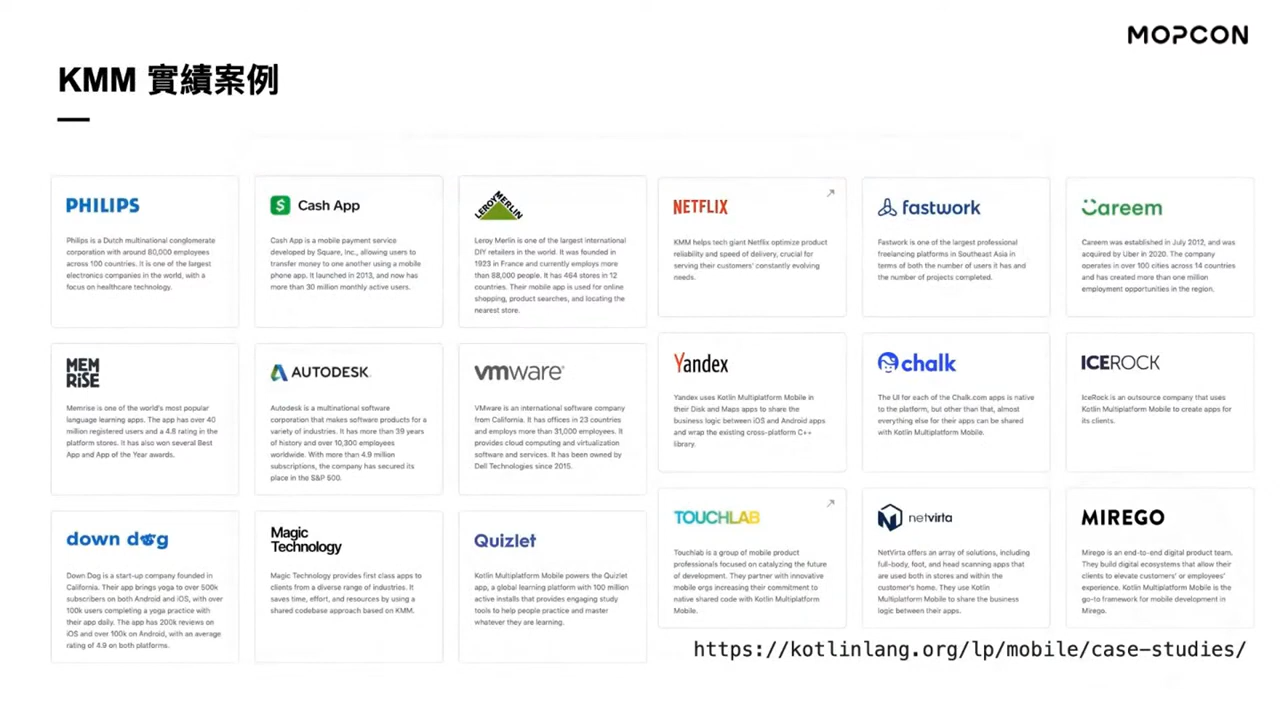 MOPCON
KMM 實績案例
PHILIPS
Philips is a Dutch multinational conglomerate
corporation with around 80,000 employees
across 100 countries. It is one of the largest
electronics companies in the world, with a
focus on healthcare technology.
Cash App
Cash App is a mobile payment service
developed by Square, Inc., allowing users to
transfer money to one another using a mobile
phone app. It launched in 2013, and now has
more than 30 million monthly active users.
LEROY MERLIN
Leroy Merlin is one of the largest international
DIY retailers in the world. It was founded in
1923 in France and currently employs more
than 88,000 people. It has 464 stores in 12
countries. Their mobile app is used for online
shopping, product searches, and locating the
nearest store.
NETFLIX
KMM helps tech giant Netflix optimize product
reliability and speed of delivery, crucial for
serving their customers' constantly evolving
needs.
fastwork
Fastwork is one of the largest professional
freelancing platforms in Southeast Asia in
terms of both the number of users it has and
the number of projects completed.
Careem
Careem was established in July 2012, and was
acquired by Uber in 2020. The company
operates in over 100 cities across 14 countries
and has created more than one million
employment opportunities in the region.
MEM
RiSE
Memrise is one of the world's most popular
language learning apps. The app has over 40
million registered users and a 4.8 rating in the
platform stores. It has also won several Best
App and App of the Year awards.
AUTODESK
Autodesk is a multinational software
corporation that makes software products for a
variety of industries. It has more than 39 years
of history and over 10,300 employees
worldwide. With more than 4.9 million
subscriptions, the company has secured its
place in the S&P 500.
vmware
VMware is an international software company
from California. It has offices in 23 countries
and employs more than 31,000 employees. It
provides cloud computing and virtualization
software and services. It has been owned by
Dell Technologies since 2015.
Yandex
Yandex uses Kotlin Multiplatform Mobile in
their Disk and Maps apps to share the
business logic between iOS and Android apps
and wrap the existing cross-platform C++
library.
chalk
The UI for each of the Chalk.com apps is native
to the platform, but other than that, almost
everything else for their apps can be shared
with Kotlin Multiplatform Mobile.
ICEROCK
IceRock is an outsource company that uses
Kotlin Multiplatform Mobile to create apps for
its clients.
down dog
Down Dog is a start-up company founded in
California. Their app brings yoga to over 500k
subscribers on both Android and iOS, with over
100k users completing a yoga practice with
their app daily. The app has 200k reviews on
iOS and over 100k on Android, with an average
rating of 4.9 on both platforms.
Magic
Technology
Magic Technology provides first class apps to
clients from a diverse range of industries. It
saves time, effort, and resources by using a
shared codebase approach based on KMM.
Quizlet
Kotlin Multiplatform Mobile powers the Quizlet
app, a global learning platform with 100 million
active installs that provides engaging study
tools to help people practice and master
whatever they are learning.
TOUCHLAB
Touchlab is a group of mobile product
professionals focused on catalyzing the future
of development. They partner with innovative
mobile orgs increasing their commitment to
native shared code with Kotlin Multiplatform
Mobile.
netvirta
NetVirta offers an array of solutions, including
full-body, foot, and head scanning apps that
are used both in stores and within the
customer's home. They use Kotlin
Multiplatform Mobile to share the business
logic between their apps.
MIREGO
Mirego is an end-to-end digital product team.
They build digital ecosystems that allow their
clients to elevate customers' or employees'
experience. Kotlin Multiplatform Mobile is the
go-to framework for mobile development in
Mirego.
https://kotlinlang.org/lp/mobile/case-studies/